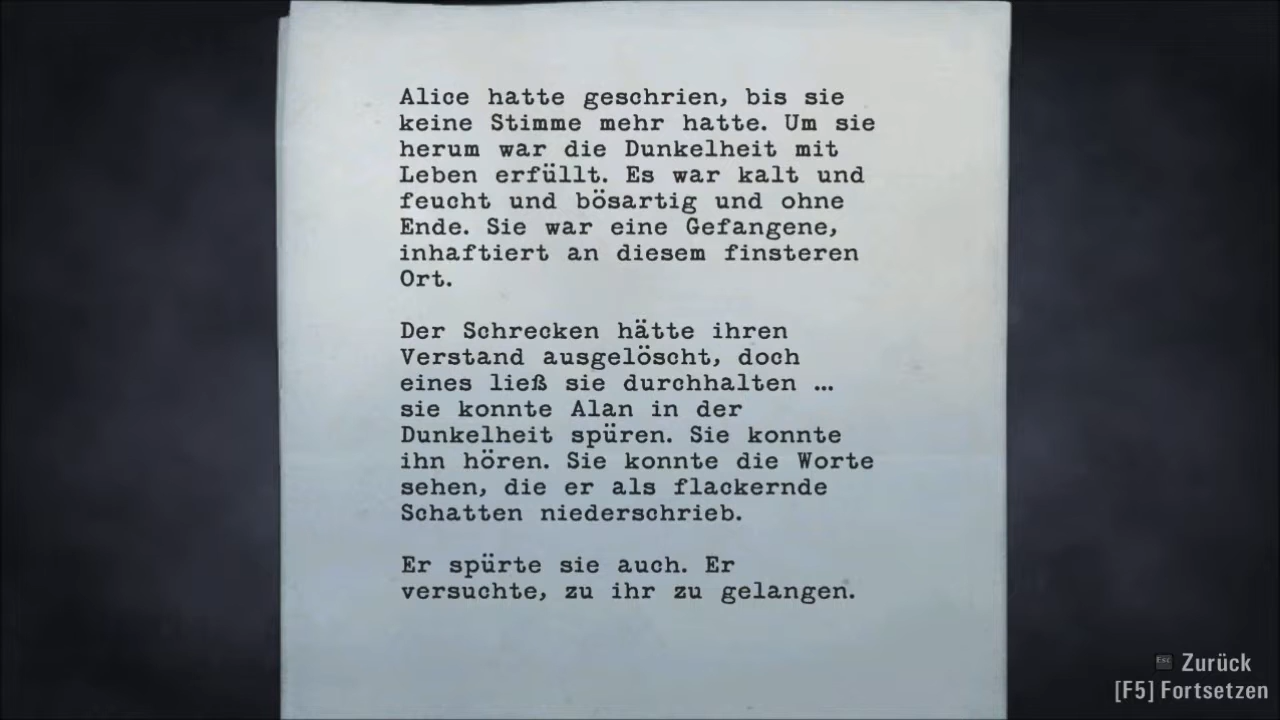 Alice hatte geschrien, bis sie
keine Stimme mehr hatte. Um sie
herum war die Dunkelheit mit
Leben erfüllt. Es war kalt und
feucht und bösartig und ohne
Ende. Sie war eine Gefangene,
inhaftiert an diesem finsteren
Ort.
Der Schrecken hätte ihren
Verstand ausgelöscht, doch
eines ließ sie durchhalten …
sie konnte Alan in der
Dunkelheit spüren. Sie konnte
ihn hören. Sie konnte die Worte
sehen, die er als flackernde
Schatten niederschrieb.
Er spürte sie auch. Er
versuchte, zu ihr zu gelangen.
Esc Zurück
[F5] Fortsetzen